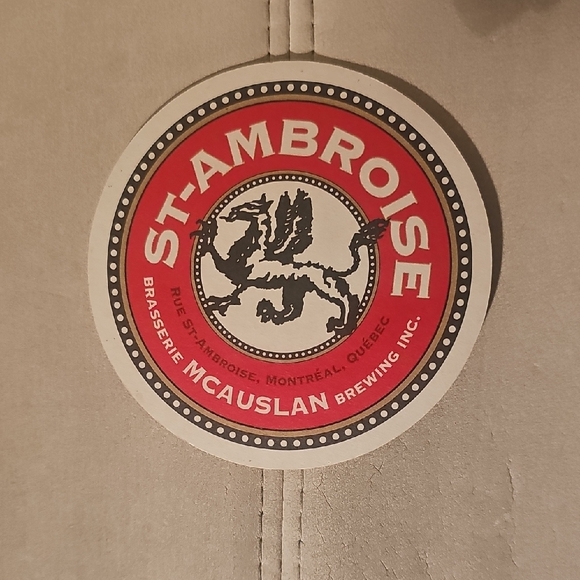 ST-AMBROISE
RUE ST-AMBROISE, MONTRÉAL, QUÉBEC
BRASSERIE MCAUSLAN BREWING INC.